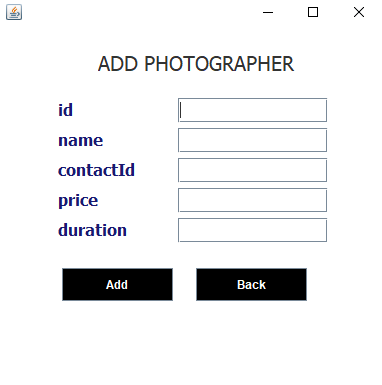 ADD PHOTOGRAPHER
id
name
contactId
price
duration
Add Back